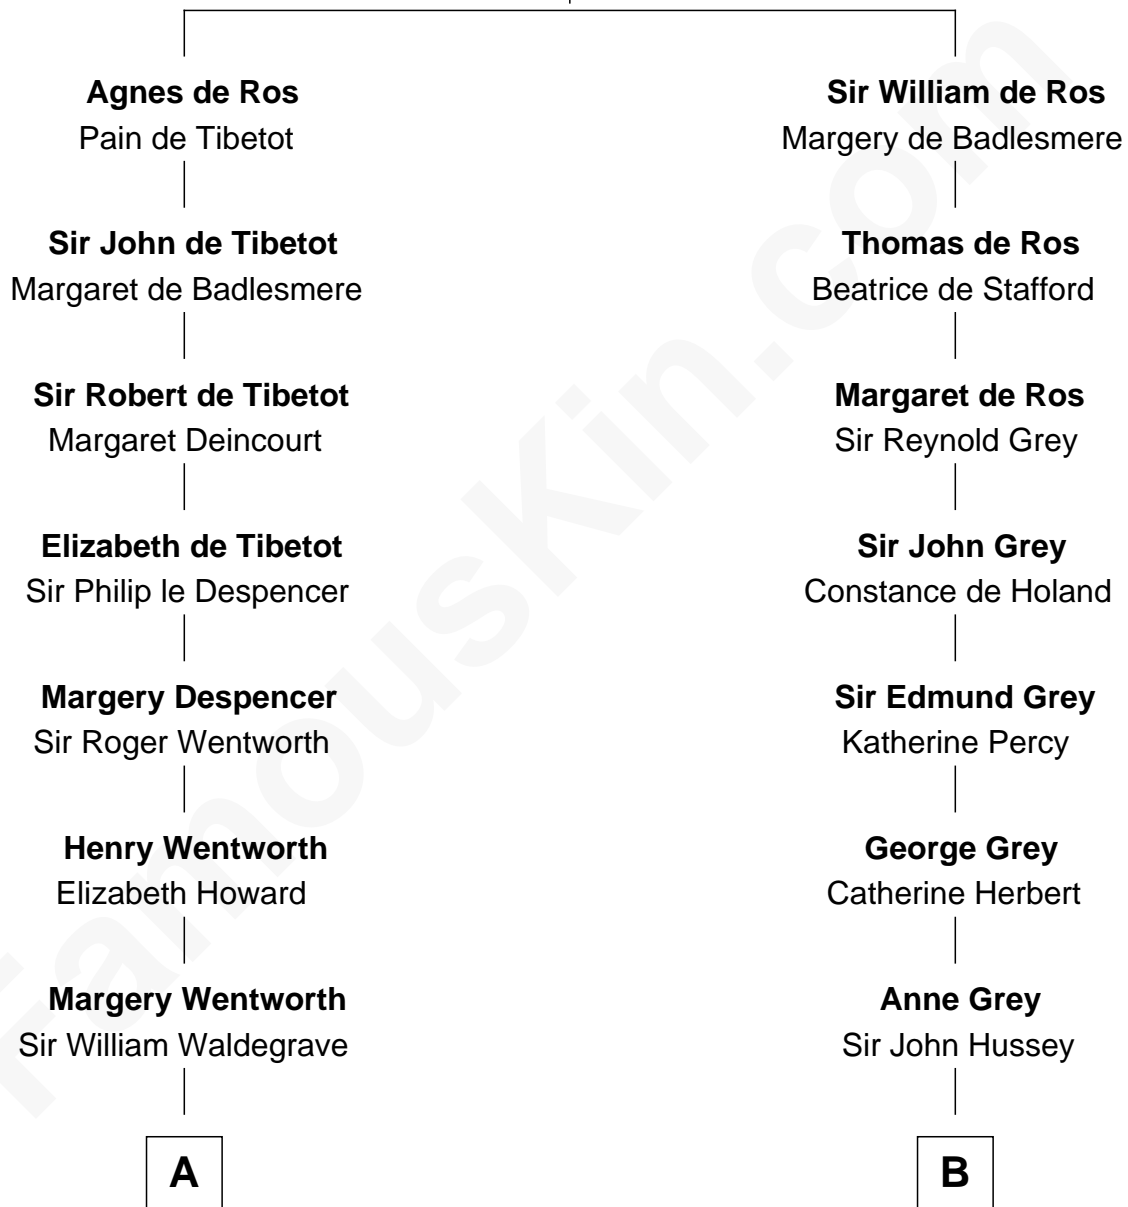 Agnes de Ros
Pain de Tibetot
Sir John de Tibetot
Margaret de Badlesmere
Sir Robert de Tibetot
Margaret Deincourt
Elizabeth de Tibetot
Sir Philip le Despencer
Margery Despencer
Sir Roger Wentworth
Henry Wentworth
Elizabeth Howard
Margery Wentworth
Sir William Waldegrave
A
Sir William de Ros
Margery de Badlesmere
Thomas de Ros
Beatrice de Stafford
Margaret de Ros
Sir Reynold Grey
Sir John Grey
Constance de Holand
Sir Edmund Grey
Katherine Percy
George Grey
Catherine Herbert
Anne Grey
Sir John Hussey
B
FamousKin.com